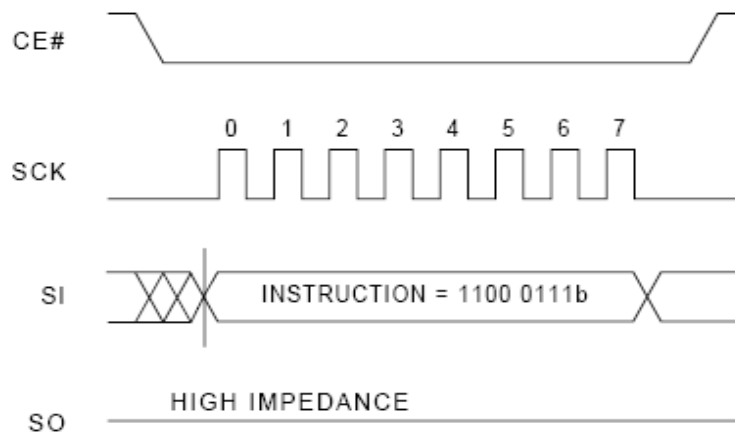 CE#
0 1 2 3 4 5 6 7
SCK
SI
INSTRUCTION = 1100 0111b
HIGH IMPEDANCE
SO